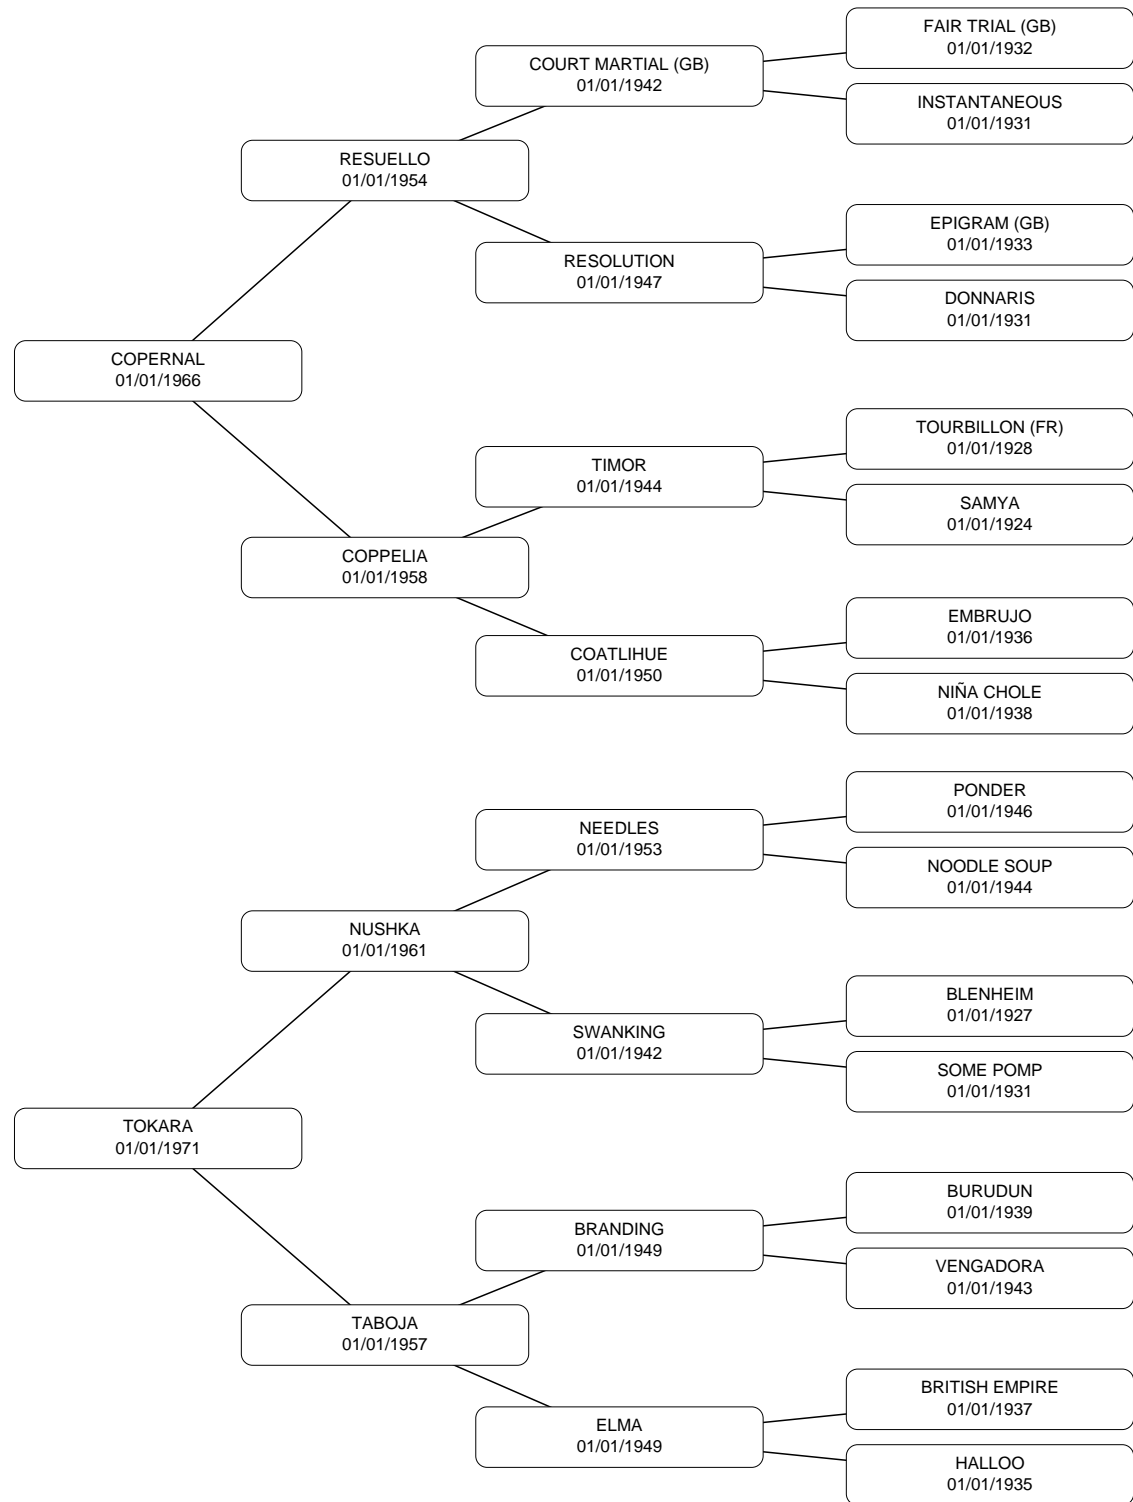 FAIR TRIAL (GB)
01/01/1932
COURT MARTIAL (GB)
01/01/1942
INSTANTANEOUS
01/01/1931
RESUELLO
01/01/1954
EPIGRAM (GB)
01/01/1933
RESOLUTION
01/01/1947
DONNARIS
01/01/1931
COPERNAL
01/01/1966
TOURBILLON (FR)
01/01/1928
TIMOR
01/01/1944
SAMYA
01/01/1924
COPPELIA
01/01/1958
EMBRUJO
01/01/1936
COATLIHUE
01/01/1950
NIÑA CHOLE
01/01/1938
PONDER
01/01/1946
NEEDLES
01/01/1953
NOODLE SOUP
01/01/1944
NUSHKA
01/01/1961
BLENHEIM
01/01/1927
SWANKING
01/01/1942
SOME POMP
01/01/1931
TOKARA
01/01/1971
BURUDUN
01/01/1939
BRANDING
01/01/1949
VENGADORA
01/01/1943
TABOJA
01/01/1957
BRITISH EMPIRE
01/01/1937
ELMA
01/01/1949
HALLOO
01/01/1935